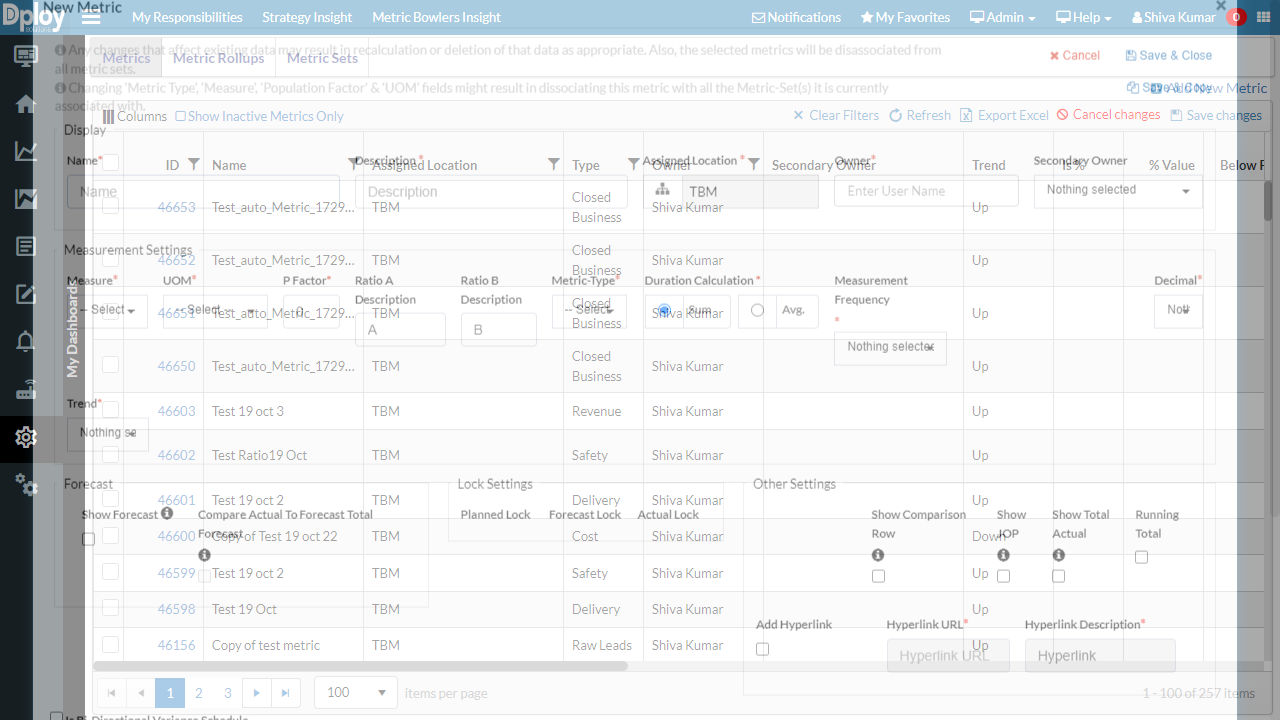 New Metric
Dploy
My Responsibilities Strategy Insight Metric Bowlers Insight Notifications My Favorites Admin Help Shiva Kumar 0
Any changes that affect existing data may result in recalculation or deletion of that data as appropriate. Also, the selected metrics will be disassociated from
all metric sets.
Metrics Metric Rollups Metric Sets
Cancel Save & Close
Changing 'Metric Type', 'Measure', 'Population Factor' & 'UOM' fields might result in disassociating this metric with all the Metric-Set(s) it is currently
associated with.
Add New Metric
Columns Show Inactive Metrics Only Clear Filters Refresh Export Excel Cancel changes Save changes
Display
Name* Description* Assigned Location * Owner* Secondary Owner
ID Name Assigned Location Type Owner Secondary Owner Trend Is % % Value
Name Description TBM Enter User Name Nothing selected
46653 Test_auto_Metric_1729... TBM Closed Business Shiva Kumar Up
Measurement Settings
46652 Test_auto_Metric_1729... TBM Closed Business Shiva Kumar Up
Measure* UOM* P Factor* Ratio A Description Ratio B Description Metric-Type* Duration Calculation * Measurement Frequency * Decimal*
-- Select -- Select 0 A B -- Select Sum Avg. Nothing selecte
46651 Test_auto_Metric_1729... TBM Closed Business Shiva Kumar Up
My Dashboard
46650 Test_auto_Metric_1729... TBM Closed Business Shiva Kumar Up
Trend*
Nothing se
46603 Test 19 oct 3 TBM Revenue Shiva Kumar Up
46602 Test Ratio19 Oct TBM Safety Shiva Kumar Up
Forecast Lock Settings Other Settings
46601 Test 19 oct 2 TBM Delivery Shiva Kumar Up
Show Forecast Compare Actual To Forecast Total Forecast Planned Lock Forecast Lock Actual Lock Show Comparison Row Show JOP Show Total Actual Running Total
46600 Copy of Test 19 oct 22 TBM Cost Shiva Kumar Down
46599 Test 19 oct 2 TBM Safety Shiva Kumar Up
46598 Test 19 Oct TBM Delivery Shiva Kumar Up
Add Hyperlink Hyperlink URL* Hyperlink Description*
46156 Copy of test metric TBM Raw Leads Shiva Kumar Up
Hyperlink URL Hyperlink
1 2 3 100 items per page 1 - 100 of 257 items
Is Bi-Directional Variance Schedule